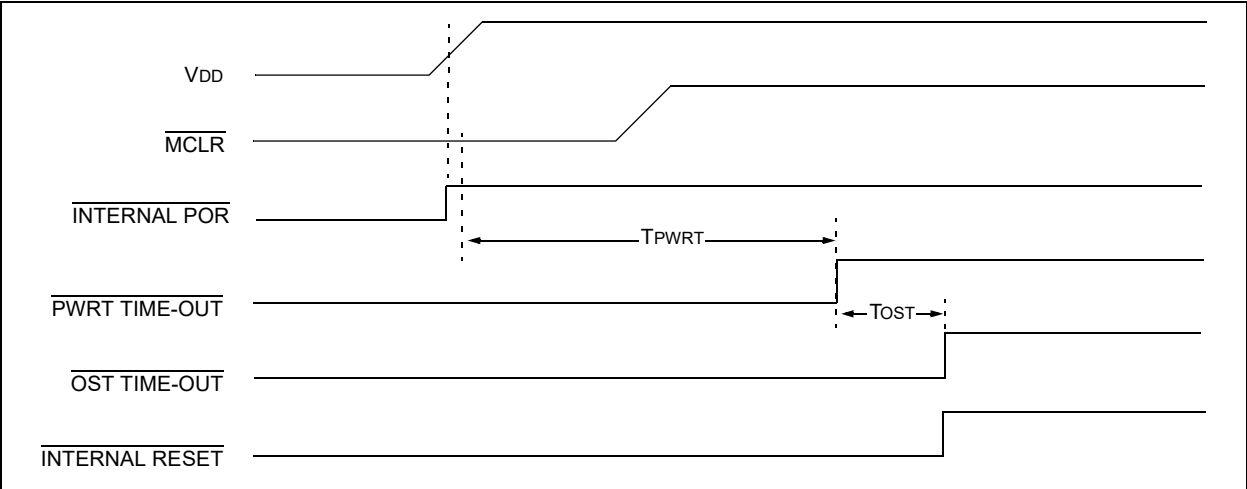 VDD
MCLR
INTERNAL POR
TPWRT
PWRT TIME-OUT
TOST
OST TIME-OUT
INTERNAL RESET